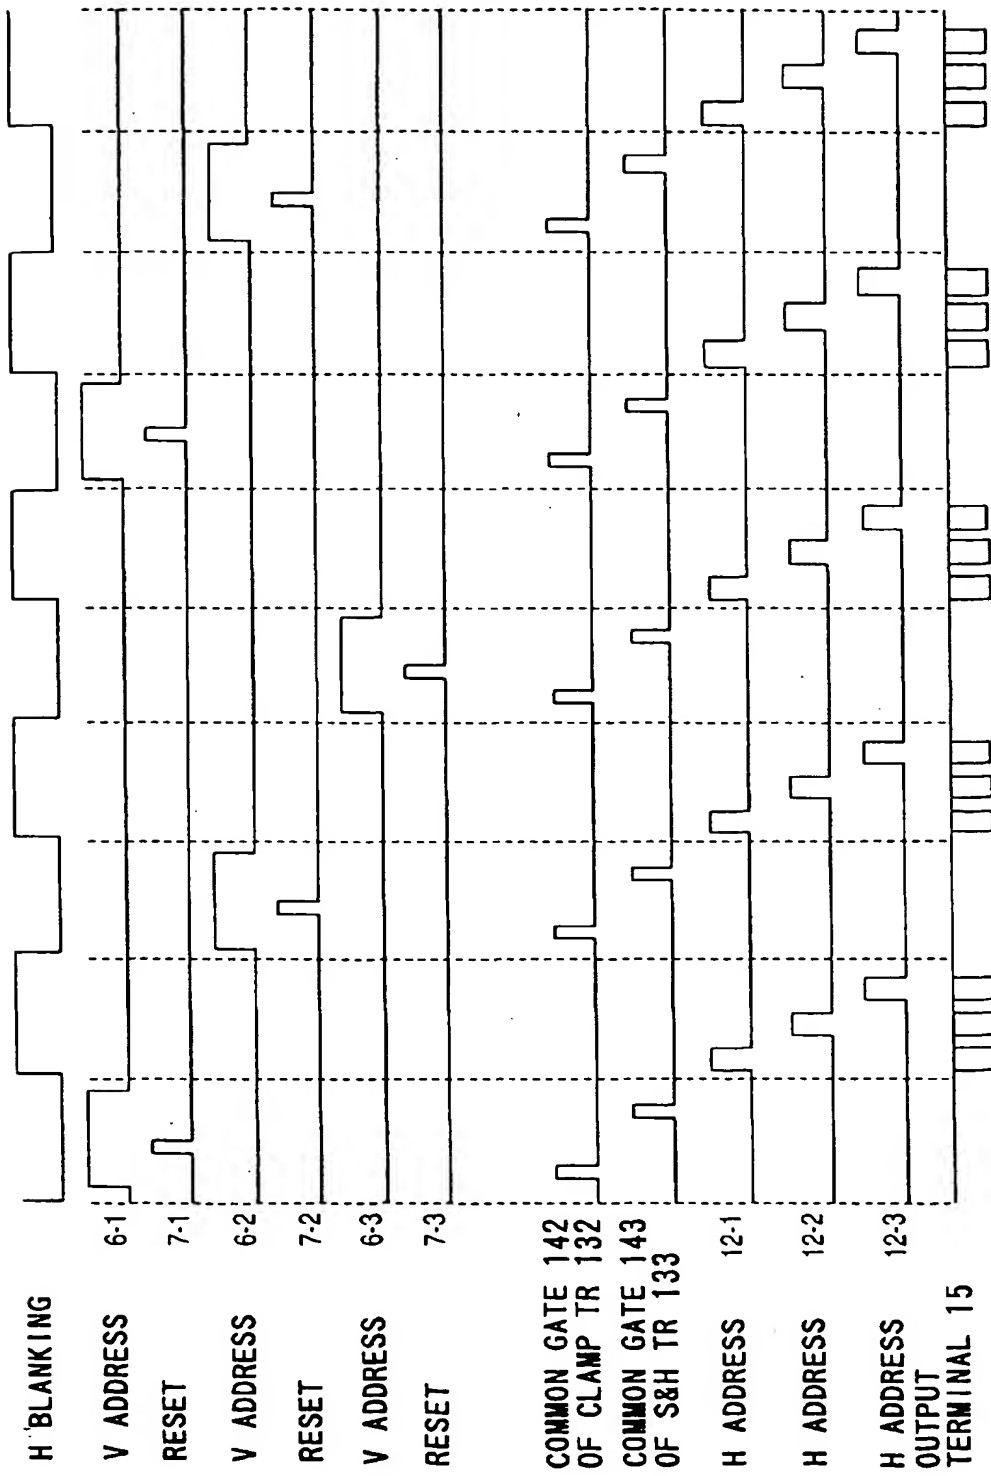 H BLANKING
V ADDRESS 6-1
RESET 7-1
V ADDRESS 6-2
RESET 7-2
V ADDRESS 6-3
RESET 7-3
COMMON GATE 142
OF CLAMP TR 132
COMMON GATE 143
OF S&H TR 133
H ADDRESS 12-1
H ADDRESS 12-2
H ADDRESS 12-3
OUTPUT
TERMINAL 15